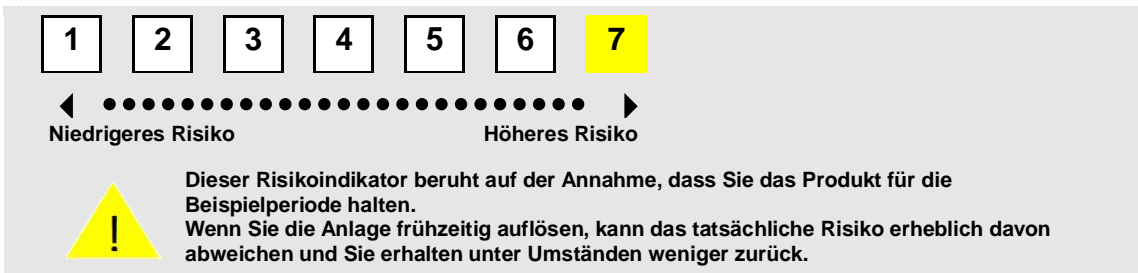 1 2 3 4 5 6 7
Niedrigeres Risiko Höheres Risiko
Dieser Risikoindikator beruht auf der Annahme, dass Sie das Produkt für die
Beispielperiode halten.
!
Wenn Sie die Anlage frühzeitig auflösen, kann das tatsächliche Risiko erheblich davon
abweichen und Sie erhalten unter Umständen weniger zurück.